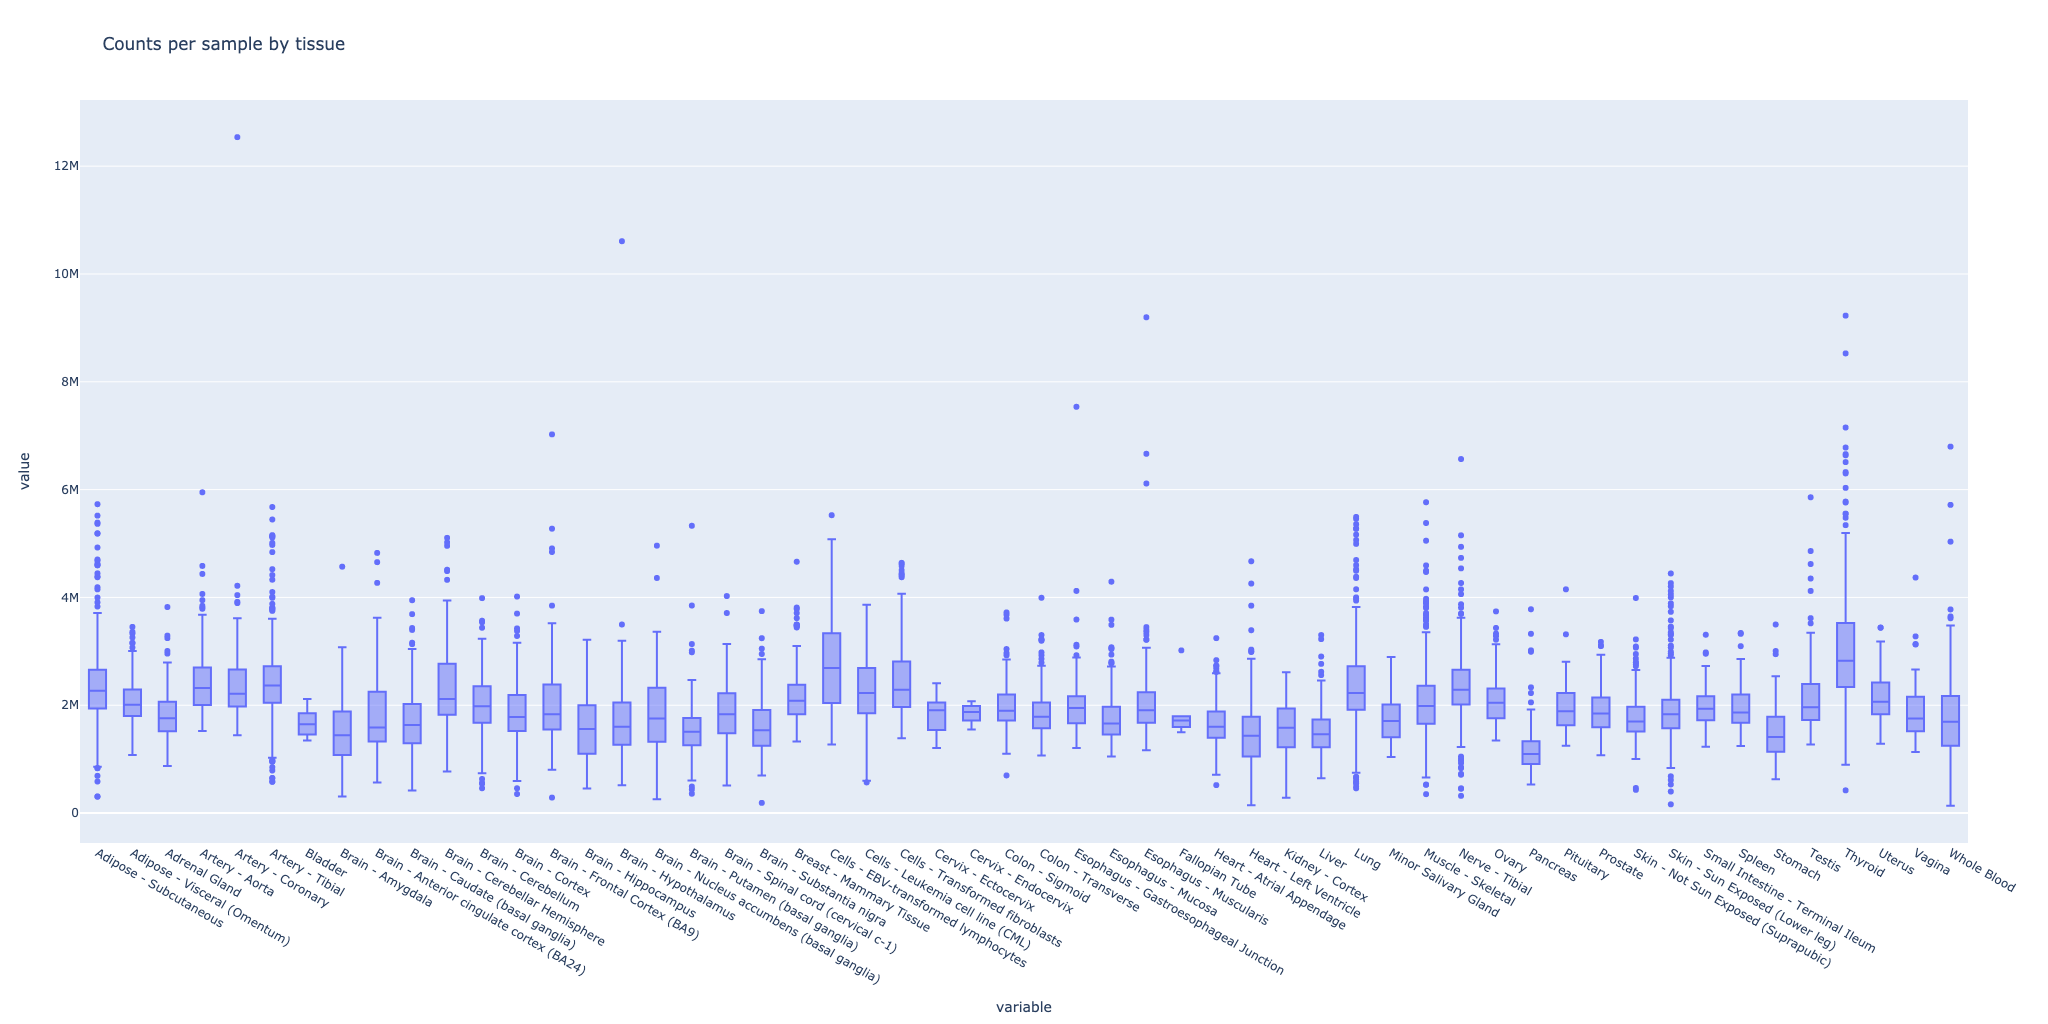 Counts per sample by tissue
12M
10M
8M
6M
4M
2M
0
value
Adipose - Subcutaneous
Adipose - Visceral (Omentum)
Adrenal Gland
Artery - Aorta
Artery - Coronary
Artery - Tibial
Bladder
Brain - Amygdala
Brain - Anterior cingulate cortex (BA24)
Brain - Caudate (basal ganglia)
Brain - Cerebellar Hemisphere
Brain - Cerebellum
Brain - Cortex
Brain - Frontal Cortex (BA9)
Brain - Hippocampus
Brain - Hypothalamus
Brain - Nucleus accumbens (basal ganglia)
Brain - Putamen (basal ganglia)
Brain - Spinal cord (cervical c-1)
Brain - Substantia nigra
Breast - Mammary Tissue
Cells - EBV-transformed lymphocytes
Cells - Leukemia cell line (CML)
Cells - Transformed fibroblasts
Cervix - Ectocervix
Cervix - Endocervix
Colon - Sigmoid
Colon - Transverse
Esophagus - Gastroesophageal Junction
Esophagus - Mucosa
Esophagus - Muscularis
Fallopian Tube
Heart - Atrial Appendage
Heart - Left Ventricle
Kidney - Cortex
Liver
Lung
Minor Salivary Gland
Muscle - Skeletal
Nerve - Tibial
Ovary
Pancreas
Pituitary
Prostate
Skin - Not Sun Exposed (Suprapubic)
Skin - Sun Exposed (Lower leg)
Small Intestine - Terminal Ileum
Spleen
Stomach
Testis
Thyroid
Uterus
Vagina
Whole Blood
variable